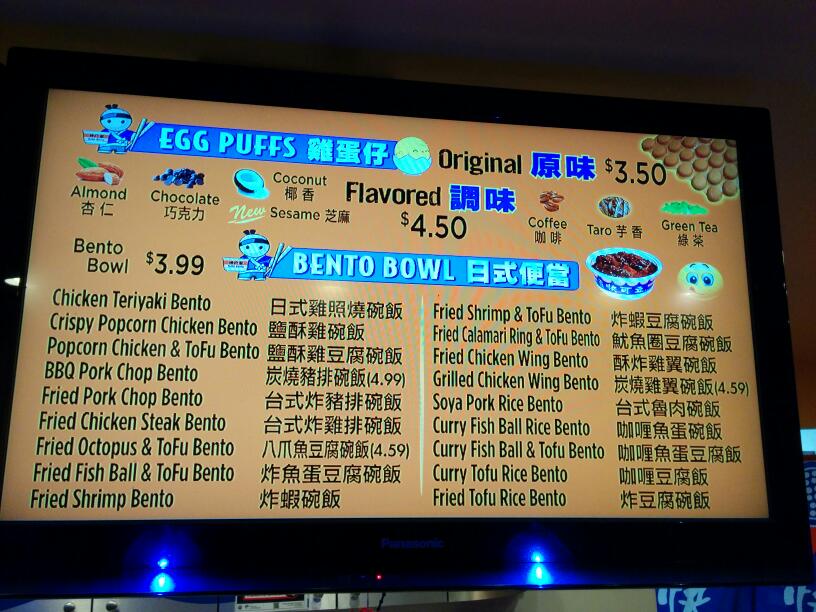 EGG PUFFS 雞蛋仔 Original 原味 $3.50
Almond 杏仁
Chocolate 巧克力
Coconut 椰香
New Sesame 芝麻
Flavored 調味 $4.50
Coffee 咖啡
Taro 芋香
Green Tea 綠茶
Bento Bowl $3.99
BENTO BOWL 日式便當
Chicken Teriyaki Bento 日式雞照燒碗飯
Crispy Popcorn Chicken Bento 鹽酥雞碗飯
Popcorn Chicken & ToFu Bento 鹽酥雞豆腐碗飯
BBQ Pork Chop Bento 炭燒豬排碗飯(4.99)
Fried Pork Chop Bento 台式炸豬排碗飯
Fried Chicken Steak Bento 台式炸雞排碗飯
Fried Octopus & ToFu Bento 八爪魚豆腐碗飯(4.59)
Fried Fish Ball & ToFu Bento 炸魚蛋豆腐碗飯
Fried Shrimp Bento 炸蝦碗飯
Fried Shrimp & ToFu Bento 炸蝦豆腐碗飯
Fried Calamari Ring & ToFu Bento 魷魚圈豆腐碗飯
Fried Chicken Wing Bento 酥炸雞翼碗飯
Grilled Chicken Wing Bento 炭燒雞翼碗飯(4.59)
Soya Pork Rice Bento 台式魯肉碗飯
Curry Fish Ball Rice Bento 咖喱魚蛋碗飯
Curry Fish Ball & Tofu Bento 咖喱魚蛋豆腐碗飯
Curry Tofu Rice Bento 咖喱豆腐飯
Fried Tofu Rice Bento 炸豆腐碗飯
Panasonic